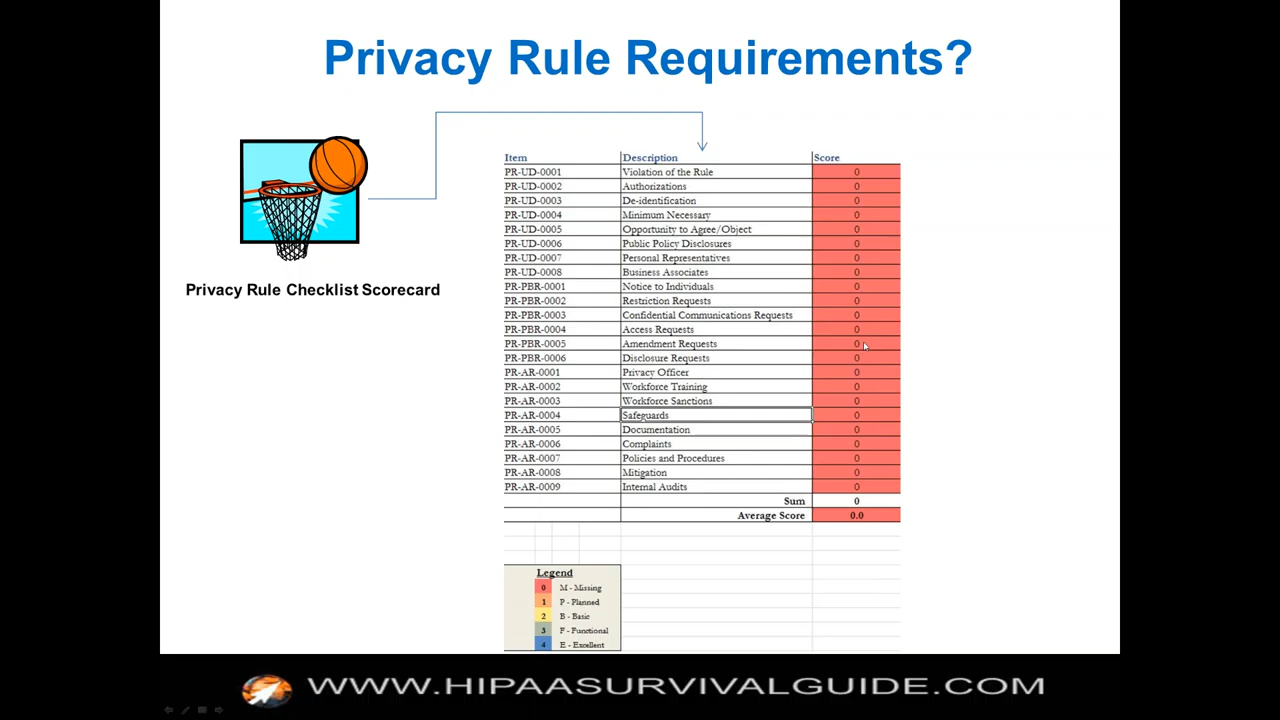 Privacy Rule Requirements?
Privacy Rule Checklist Scorecard
Item Description Score
PR-UD-0001 Violation of the Rule 0
PR-UD-0002 Authorizations 0
PR-UD-0003 De-identification 0
PR-UD-0004 Minimum Necessary 0
PR-UD-0005 Opportunity to Agree/Object 0
PR-UD-0006 Public Policy Disclosures 0
PR-UD-0007 Personal Representatives 0
PR-UD-0008 Business Associates 0
PR-PBR-0001 Notice to Individuals 0
PR-PBR-0002 Restriction Requests 0
PR-PBR-0003 Confidential Communications Requests 0
PR-PBR-0004 Access Requests 0
PR-PBR-0005 Amendment Requests 0
PR-PBR-0006 Disclosure Requests 0
PR-AR-0001 Privacy Officer 0
PR-AR-0002 Workforce Training 0
PR-AR-0003 Workforce Sanctions 0
PR-AR-0004 Safeguards 0
PR-AR-0005 Documentation 0
PR-AR-0006 Complaints 0
PR-AR-0007 Policies and Procedures 0
PR-AR-0008 Mitigation 0
PR-AR-0009 Internal Audits 0
Sum 0
Average Score 0.0
Legend
0 M - Missing
1 P - Planned
2 B - Basic
3 F - Functional
4 E - Excellent
WWW.HIPAASURVIVALGUIDE.COM